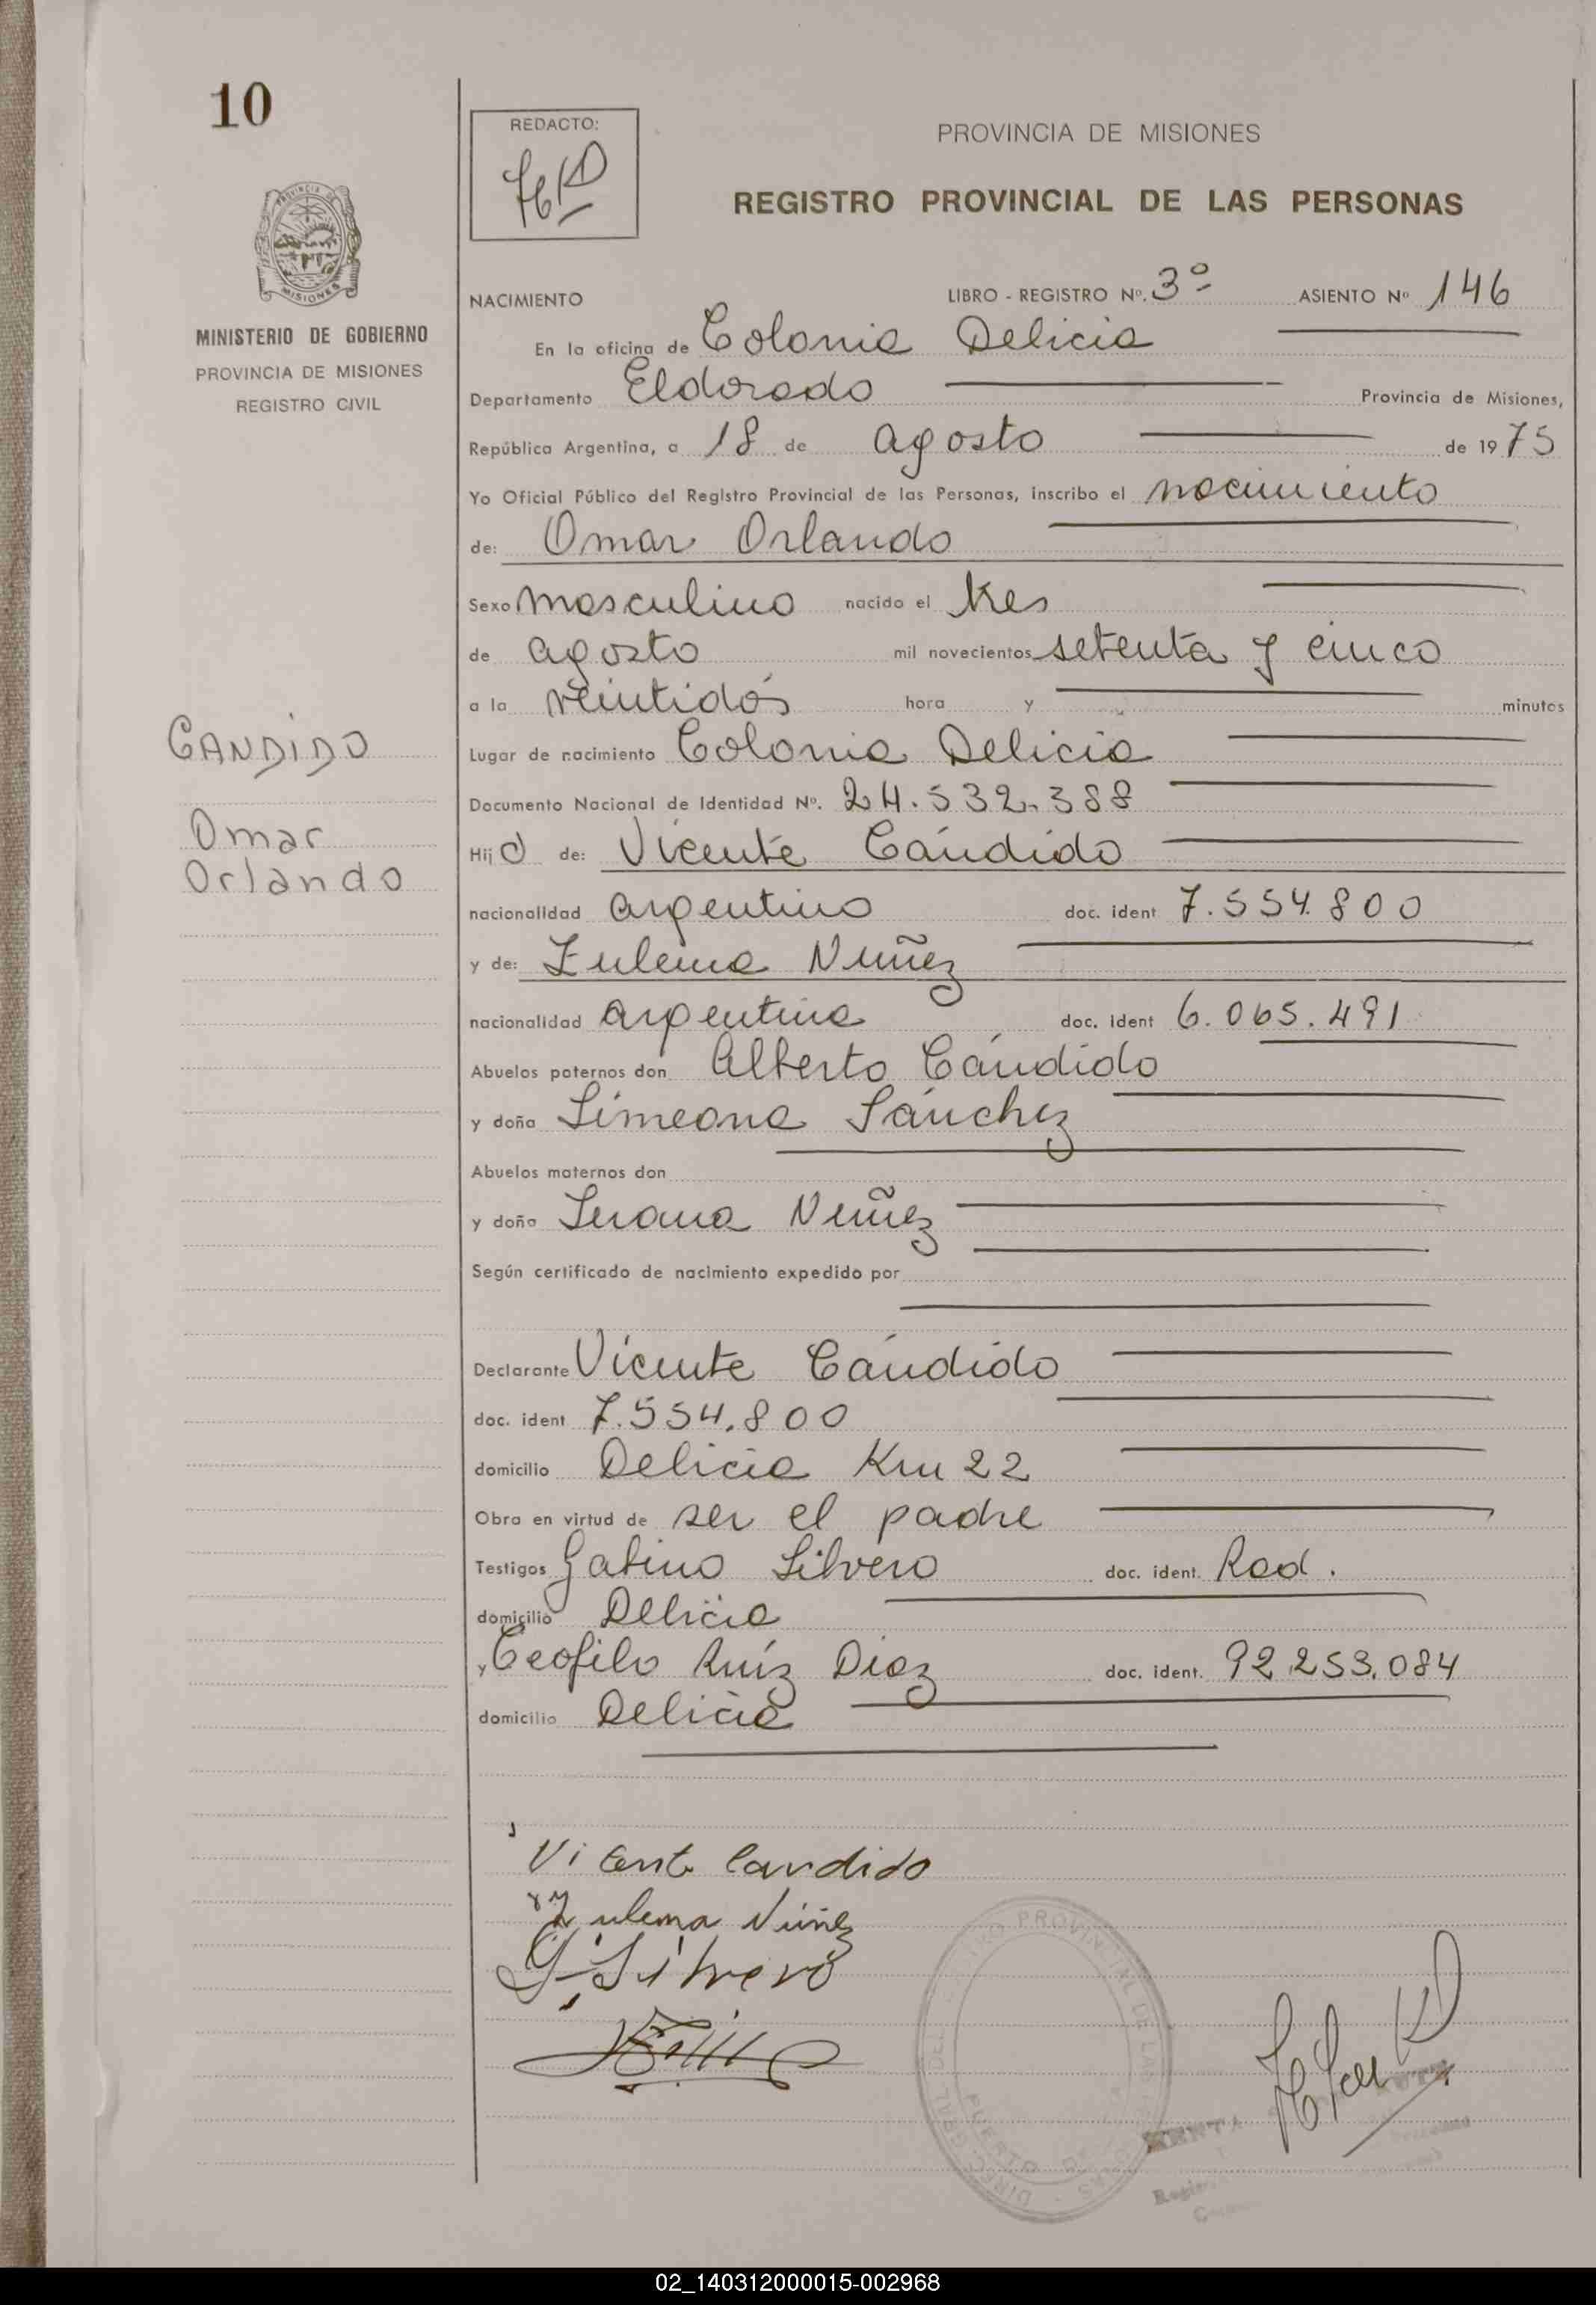 10
REDACTO:
PROVINCIA DE MISIONES
REGISTRO PROVINCIAL DE LAS PERSONAS
MISIONES
MINISTERIO DE GOBIERNO
PROVINCIA DE MISIONES
REGISTRO CIVIL
NACIMIENTO LIBRO - REGISTRO Nº. 3º ASIENTO Nº 146
En la oficina de Colonia Delicia
Departamento Eldorado Provincia de Misiones,
República Argentina, a 18 de agosto de 1975
Yo Oficial Público del Registro Provincial de las Personas, inscribo el nacimiento
de: Omar Orlando
Sexo masculino nacido el tres
de agosto mil novecientos setenta y cinco
a la veintidós hora y minutos
CANDIDO
Omar
Orlando
Lugar de nacimiento Colonia Delicia
Documento Nacional de Identidad Nº. 24.532.388
Hijo de: Vicente Cándido
nacionalidad argentino doc. ident 7.554.800
y de: Zulema Nuñez
nacionalidad argentina doc. ident 6.065.491
Abuelos paternos don Alberto Cándido
y doña Simeona Sánchez
Abuelos maternos don
y doña Nuñez
Según certificado de nacimiento expedido por
Declarante Vicente Cándido
doc. ident 7.554.800
domicilio Delicia Km 22
Obra en virtud de ser el padre
Testigos Gabino Silvero doc. ident. Rad.
domicilio Delicia
y Teofilo Ruíz Diaz doc. ident. 92.253.084
domicilio Delicia
Vicente Candido
Zulema Núñez
G. Silvero
02_140312000015-002968